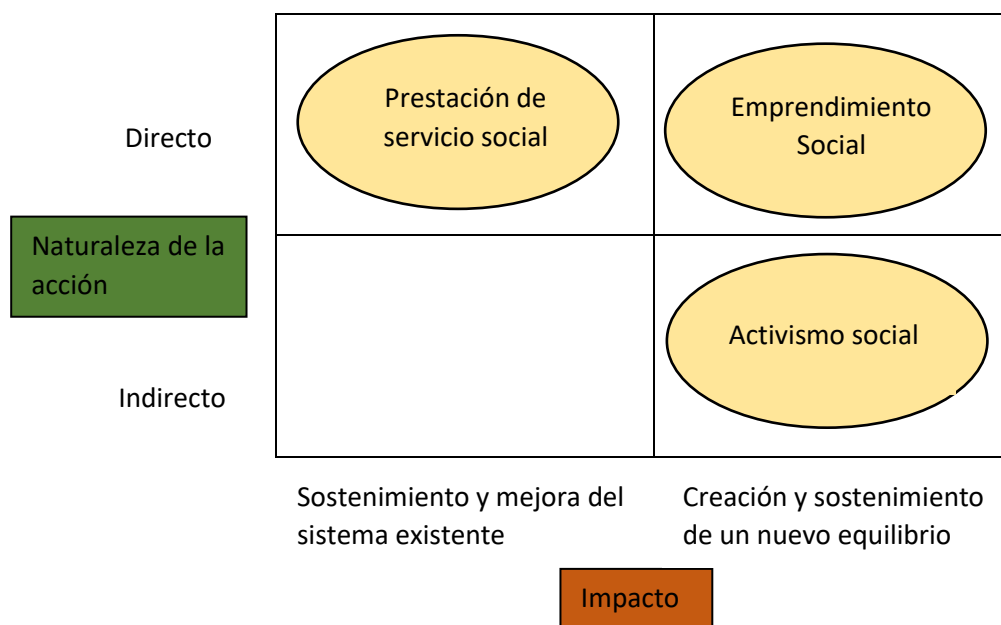 Prestación de
servicio social
Emprendimiento
Social
Directo
Naturaleza de la
acción
Activismo social
Indirecto
Sostenimiento y mejora del
sistema existente
Creación y sostenimiento
de un nuevo equilibrio
Impacto